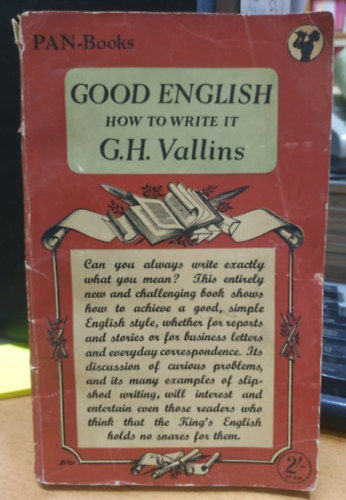 PAN-Books
GOOD ENGLISH
HOW TO WRITE IT
G.H. Vallins
Can you always write exactly
what you mean? This entirely
new and challenging book shows
how to achieve a good, simple
English style, whether for reports
and stories or for business letters
and everyday correspondence. Its
discussion of curious problems,
and its many examples of slip-
shod writing, will interest and
entertain even those readers who
think that the King's English
holds no snares for them.
2/-